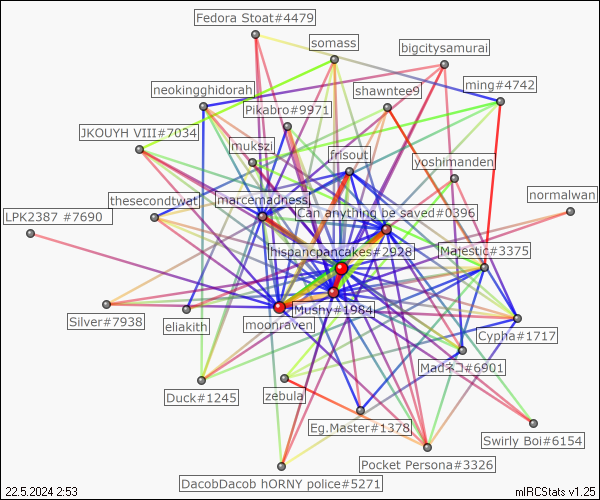 Fedora Stoat#4479
somass
bigcitysamurai
neokingghidorah
shawntee9
ming#4742
Pikabro#9971
JKOUYH VIII#7034
mukszi
frisout
yoshimanden
thesecondtwat
marcemadness
normalwan
LPK2387 #7690
Can anything be saved#0396
hispancpancakes#2928
Majestic#3375
Silver#7938
eliakith
moonraven
Mushy#1984
Cypha#1717
Madネコ#6901
Duck#1245
zebula
Eg.Master#1378
Swirly Boi#6154
Pocket Persona#3326
DacobDacob hORNY police#5271
22.5.2024 2:53
mIRCStats v1.25